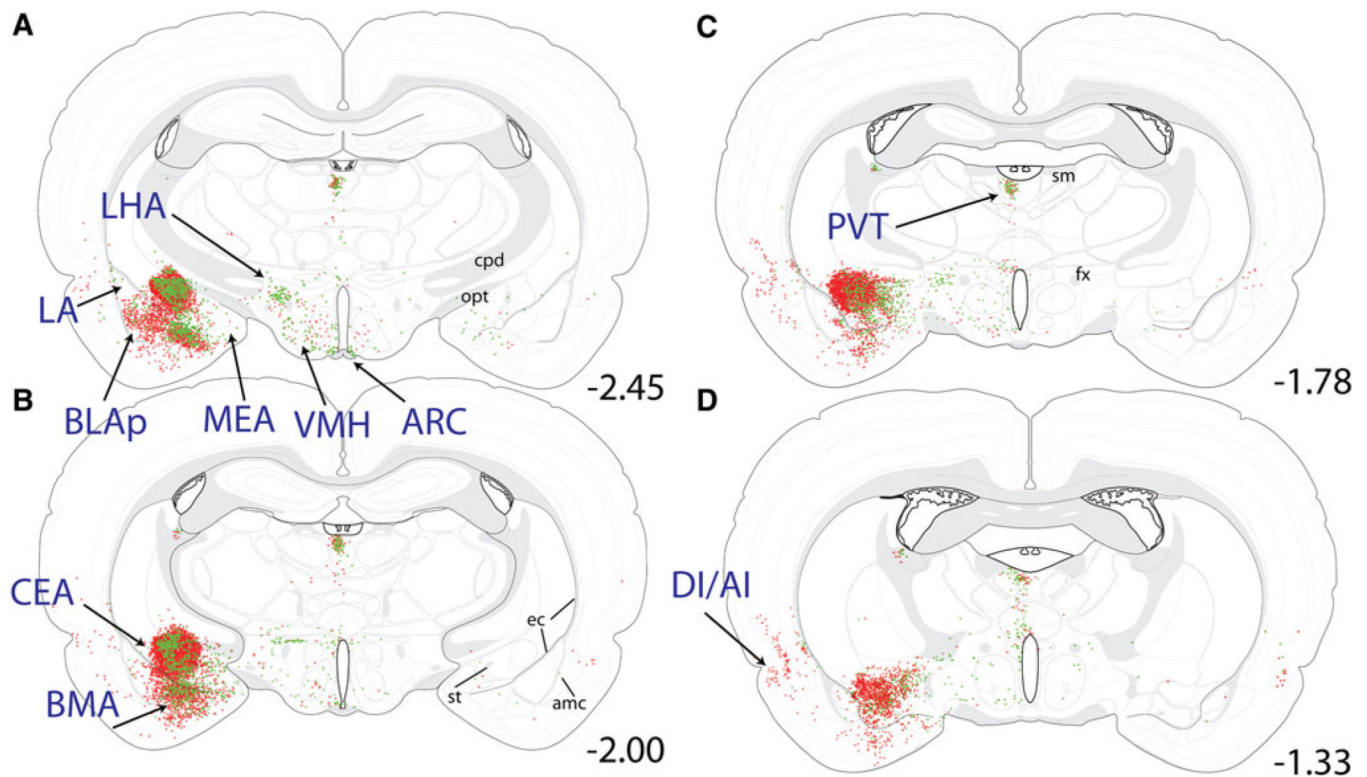 A
LHA
cpd
opt
LA
BLAp
MEA
VMH
ARC
-2.45
B
CEA
BMA
ec
st
amc
-2.00
C
sm
PVT
fx
-1.78
D
DI/AI
-1.33